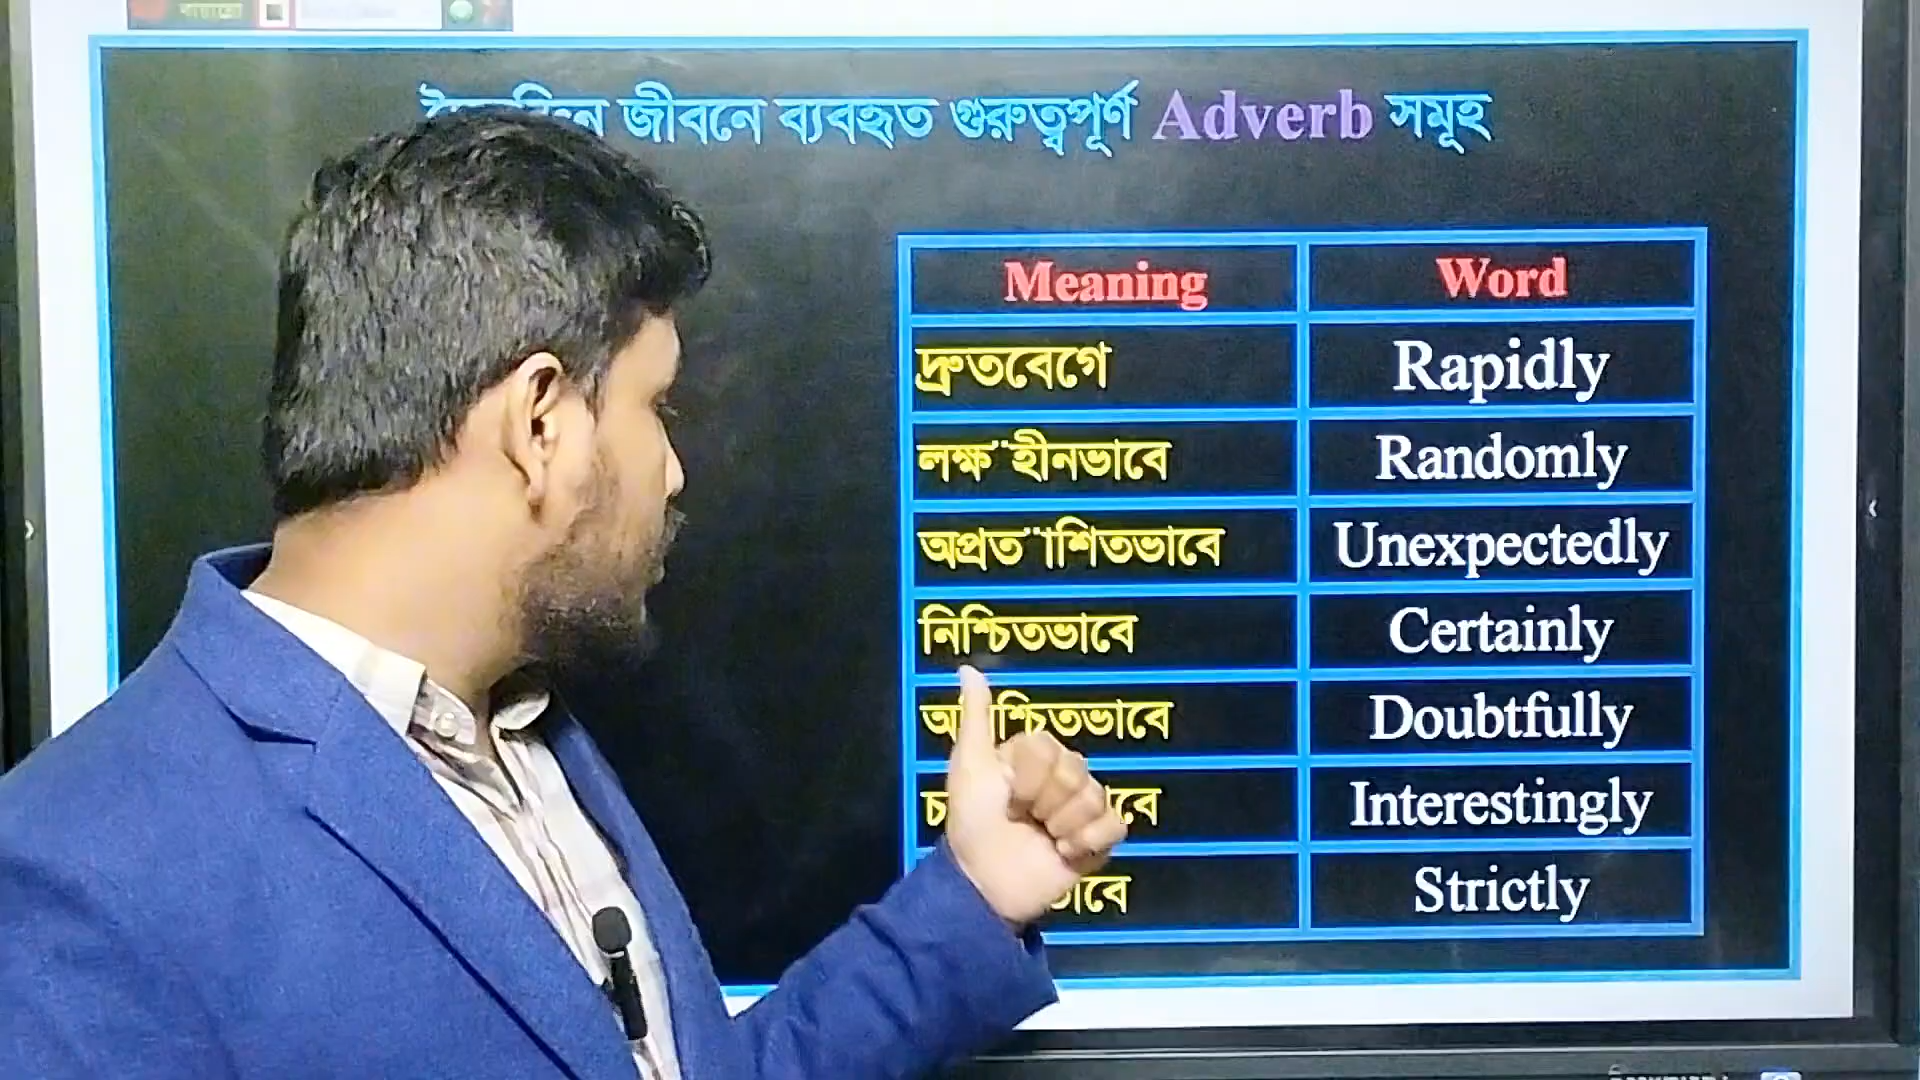 জীবনে ব্যবহৃত গুরুত্বপূর্ণ Adverb সমূহ
Meaning Word
দ্রুতবেগে Rapidly
লক্ষ¨হীনভাবে Randomly
অপ্রত¨াশিতভাবে Unexpectedly
নিশ্চিতভাবে Certainly
Doubtfully
Interestingly
Strictly